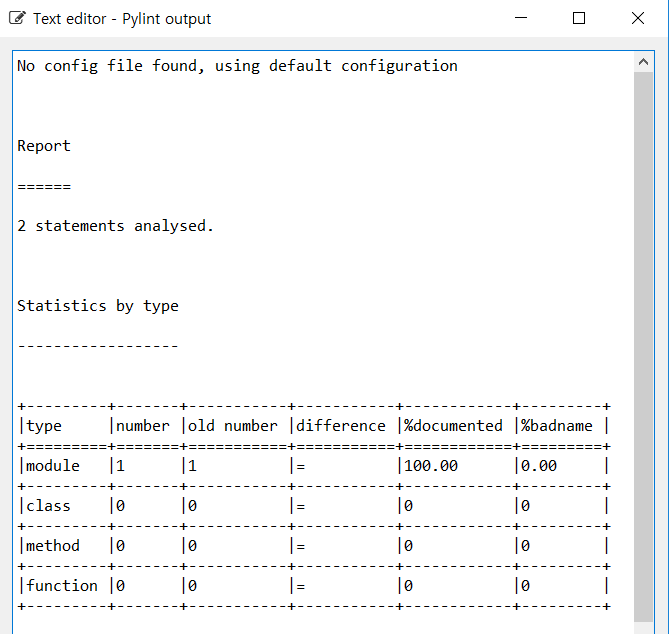 Text editor - Pylint output
No config file found, using default configuration
Report
======
2 statements analysed.
Statistics by type
------------------
+---------+-------+-----------+-----------+------------+---------+
|type     |number |old number |difference |%documented |%badname |
+=========+=======+===========+===========+============+=========+
|module   |1      |1          |=          |100.00      |0.00     |
+---------+-------+-----------+-----------+------------+---------+
|class    |0      |0          |=          |0           |0        |
+---------+-------+-----------+-----------+------------+---------+
|method   |0      |0          |=          |0           |0        |
+---------+-------+-----------+-----------+------------+---------+
|function |0      |0          |=          |0           |0        |
+---------+-------+-----------+-----------+------------+---------+